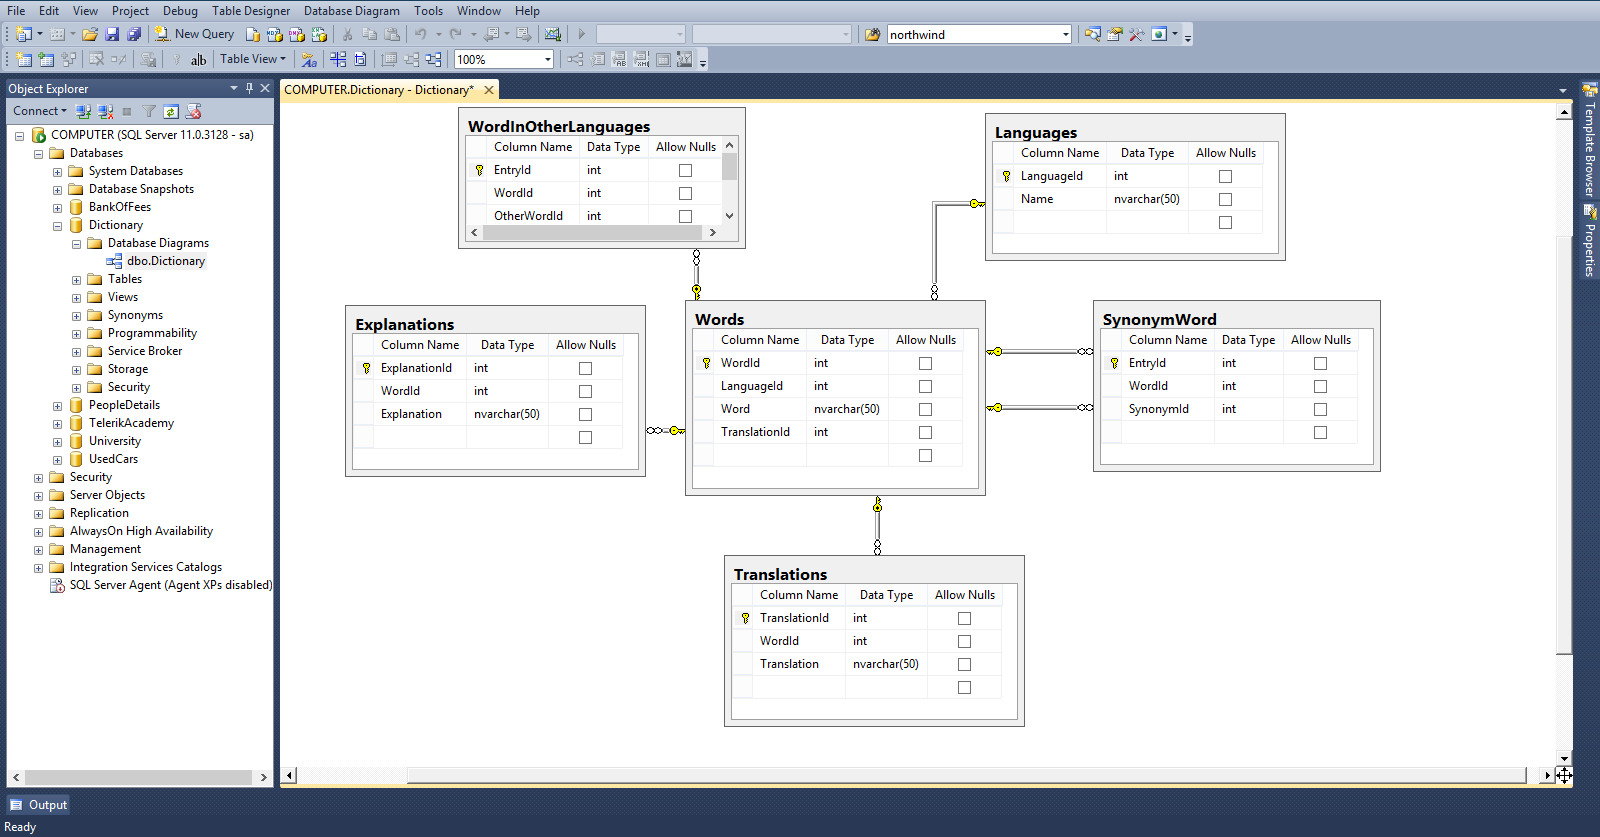 File Edit View Project Debug Table Designer Database Diagram Tools Window Help
New Query northwind
Table View 100%
Object Explorer
Connect
COMPUTER (SQL Server 11.0.3128 - sa)
Databases
System Databases
Database Snapshots
BankOfFees
Dictionary
Database Diagrams
dbo.Dictionary
Tables
Views
Synonyms
Programmability
Service Broker
Storage
Security
PeopleDetails
TelerikAcademy
University
UsedCars
Security
Server Objects
Replication
AlwaysOn High Availability
Management
Integration Services Catalogs
SQL Server Agent (Agent XPs disabled)
COMPUTER.Dictionary - Dictionary*
WordInOtherLanguages
Column Name Data Type Allow Nulls
EntryId int
WordId int
OtherWordId int
Languages
Column Name Data Type Allow Nulls
LanguageId int
Name nvarchar(50)
Explanations
Column Name Data Type Allow Nulls
ExplanationId int
WordId int
Explanation nvarchar(50)
Words
Column Name Data Type Allow Nulls
WordId int
LanguageId int
Word nvarchar(50)
TranslationId int
SynonymWord
Column Name Data Type Allow Nulls
EntryId int
WordId int
SynonymId int
Translations
Column Name Data Type Allow Nulls
TranslationId int
WordId int
Translation nvarchar(50)
Template Browser
Properties
Output
Ready